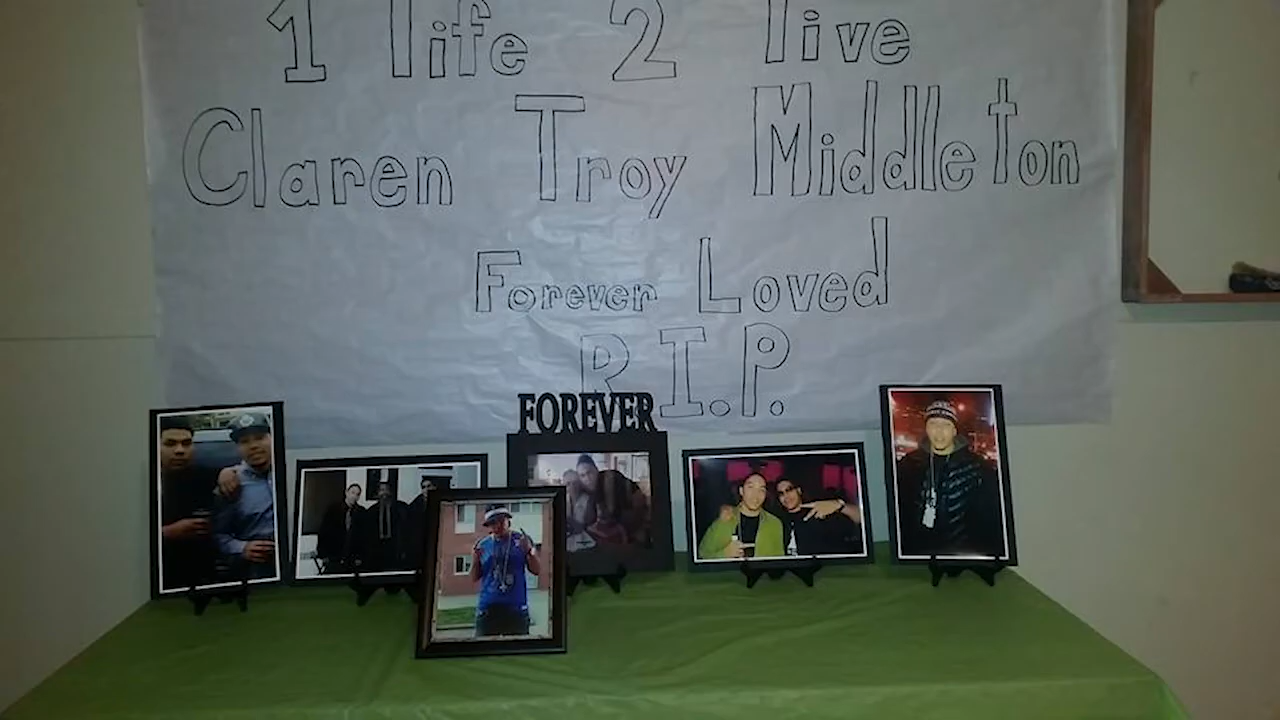 1 life 2 live
Claren Troy Middleton
Forever Loved
R.I.P.
FOREVER